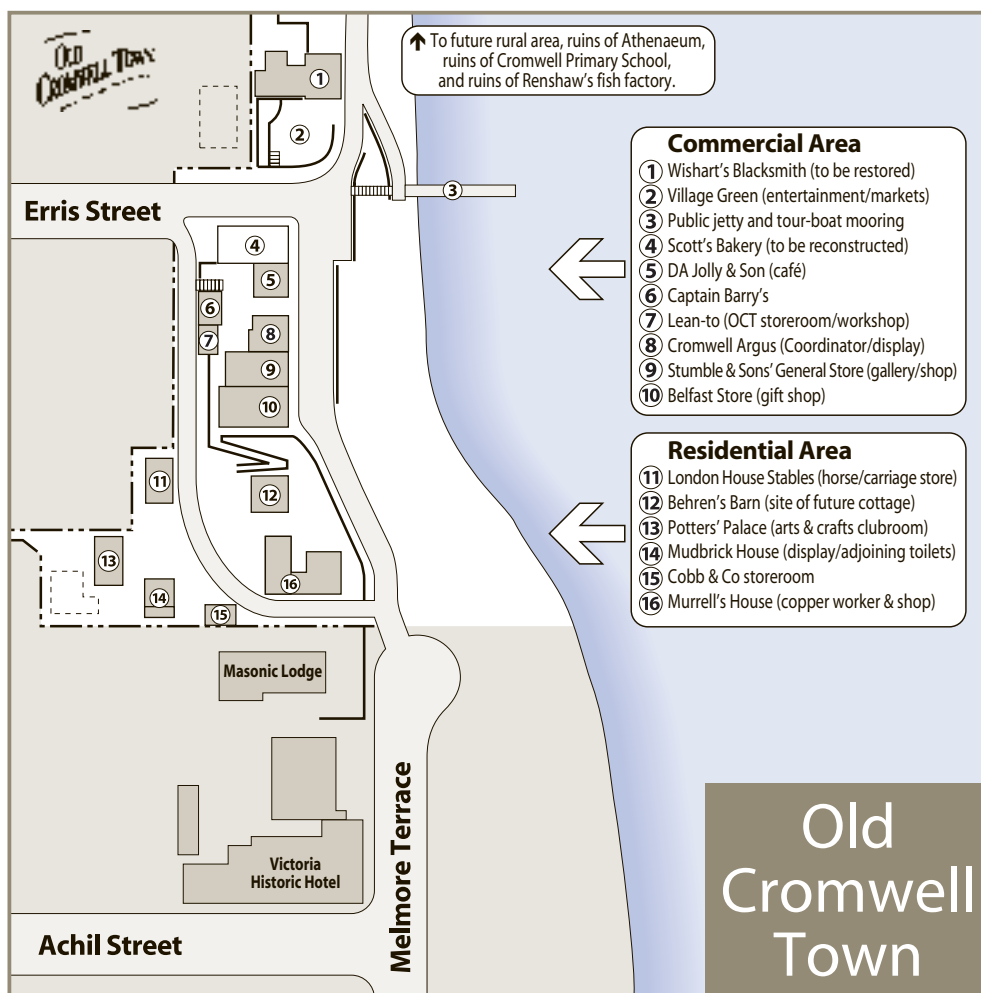 OLD
CROMWELL TOWN
↑ To future rural area, ruins of Athenaeum,
ruins of Cromwell Primary School,
and ruins of Renshaw's fish factory.
1
2
3
Erris Street
4
5
6
7
8
9
10
11
12
13
14
15
16
Commercial Area
1 Wishart's Blacksmith (to be restored)
2 Village Green (entertainment/markets)
3 Public jetty and tour-boat mooring
4 Scott's Bakery (to be reconstructed)
5 DA Jolly & Son (café)
6 Captain Barry's
7 Lean-to (OCT storeroom/workshop)
8 Cromwell Argus (Coordinator/display)
9 Stumble & Sons' General Store (gallery/shop)
10 Belfast Store (gift shop)
Residential Area
11 London House Stables (horse/carriage store)
12 Behren's Barn (site of future cottage)
13 Potters' Palace (arts & crafts clubroom)
14 Mudbrick House (display/adjoining toilets)
15 Cobb & Co storeroom
16 Murrell's House (copper worker & shop)
Masonic Lodge
Victoria
Historic Hotel
Melmore Terrace
Achil Street
Old
Cromwell
Town